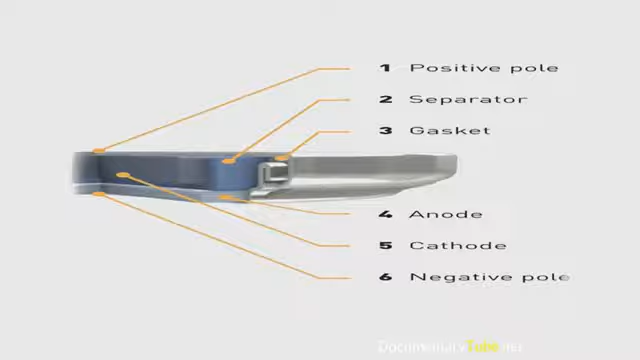 1 Positive pole
2 Separator
3 Gasket
4 Anode
5 Cathode
6 Negative pole
DocumentaryTube.net